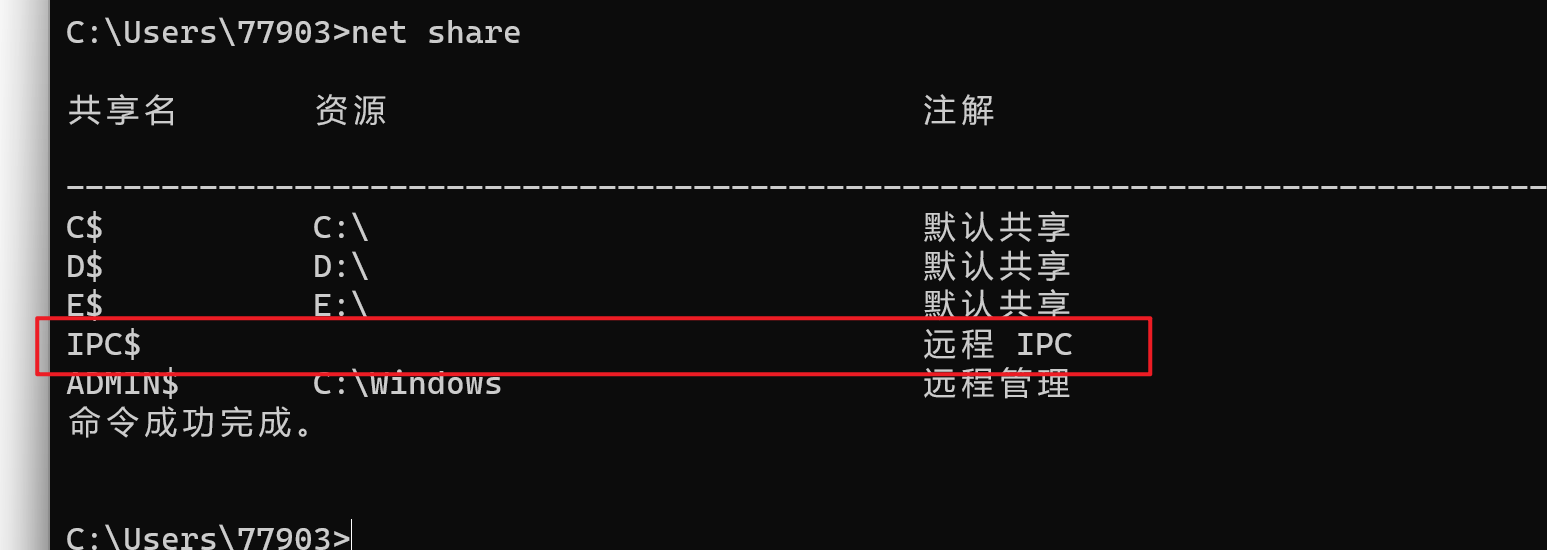 C:\Users\77903>net share
共享名 资源 注解
-------------------------------------------------------------------------------
C$ C:\ 默认共享
D$ D:\ 默认共享
E$ E:\ 默认共享
IPC$ 远程 IPC
ADMIN$ C:\Windows 远程管理
命令成功完成。
C:\Users\77903>